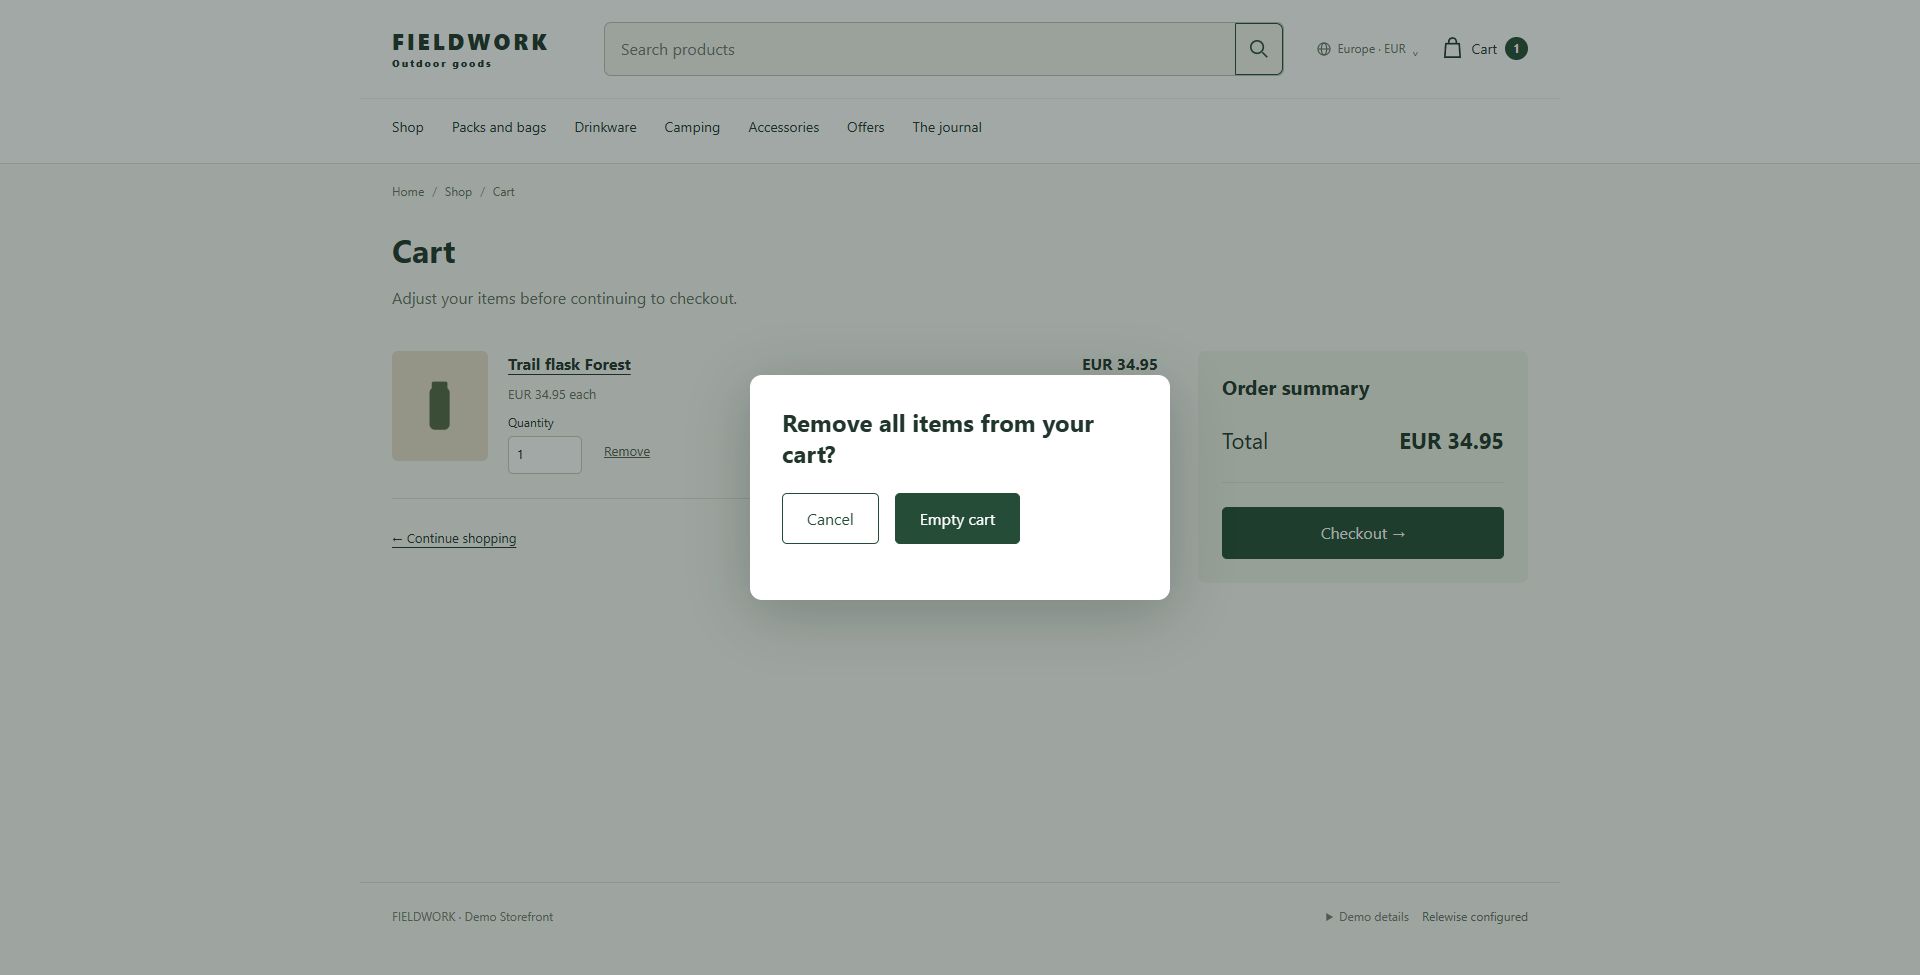 FIELDWORK
Outdoor goods
Search products
Europe · EUR
Cart 1
Shop Packs and bags Drinkware Camping Accessories Offers The journal
Home / Shop / Cart
Cart
Adjust your items before continuing to checkout.
Trail flask Forest
EUR 34.95
EUR 34.95 each
Quantity
1
Remove
← Continue shopping
Remove all items from your
cart?
Cancel
Empty cart
Order summary
Total EUR 34.95
Checkout →
FIELDWORK · Demo Storefront
▶ Demo details Relewise configured